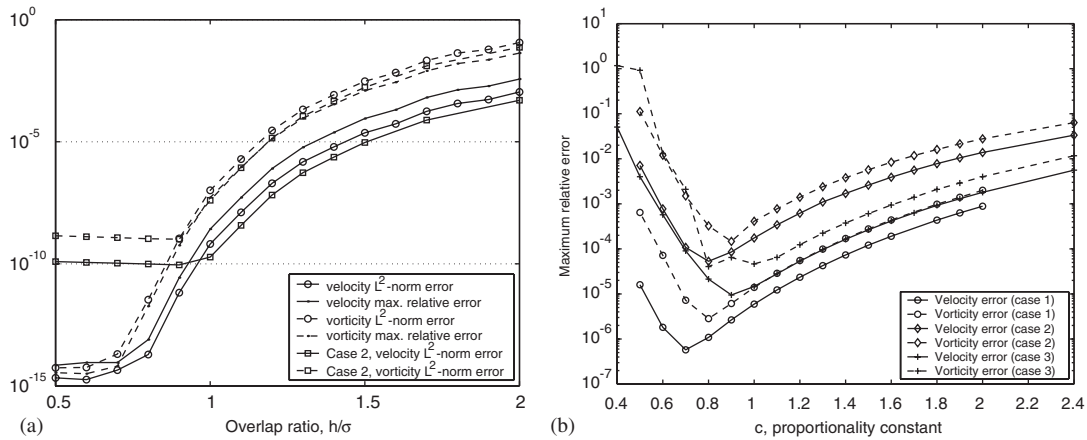 10^0
10^-5
10^-10
10^-15
0.5
1
1.5
2
Overlap ratio, h/σ
(a)
velocity L^2-norm error
velocity max. relative error
vorticity L^2-norm error
vorticity max. relative error
Case 2, velocity L^2-norm error
Case 2, vorticity L^2-norm error
Maximum relative error
10^1
10^0
10^-1
10^-2
10^-3
10^-4
10^-5
10^-6
10^-7
0.4
0.6
0.8
1
1.2
1.4
1.6
1.8
2
2.2
2.4
c, proportionality constant
(b)
Velocity error (case 1)
Vorticity error (case 1)
Velocity error (case 2)
Vorticity error (case 2)
Velocity error (case 3)
Vorticity error (case 3)